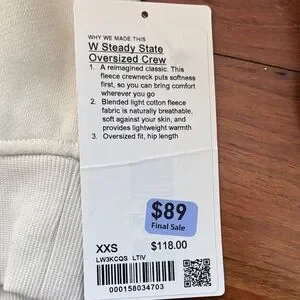 WHY WE MADE THIS
W Steady State
Oversized Crew
1. A reimagined classic. This
fleece crewneck puts softness
first, so you can bring comfort
wherever you go
2. Blended light cotton fleece
fabric is naturally breathable,
soft against your skin, and
provides lightweight warmth
3. Oversized fit, hip length
$89
Final Sale
XXS $118.00
LW3KCQS LTIV
000158034703